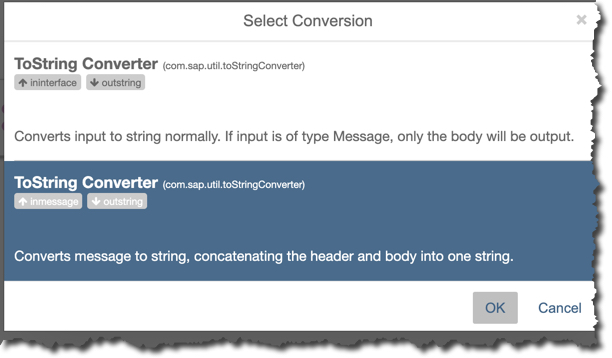 Select Conversion ×
ToString Converter (com.sap.util.toStringConverter)
ininterface outstring
Converts input to string normally. If input is of type Message, only the body will be output.
ToString Converter (com.sap.util.toStringConverter)
inmessage outstring
Converts message to string, concatenating the header and body into one string.
OK Cancel